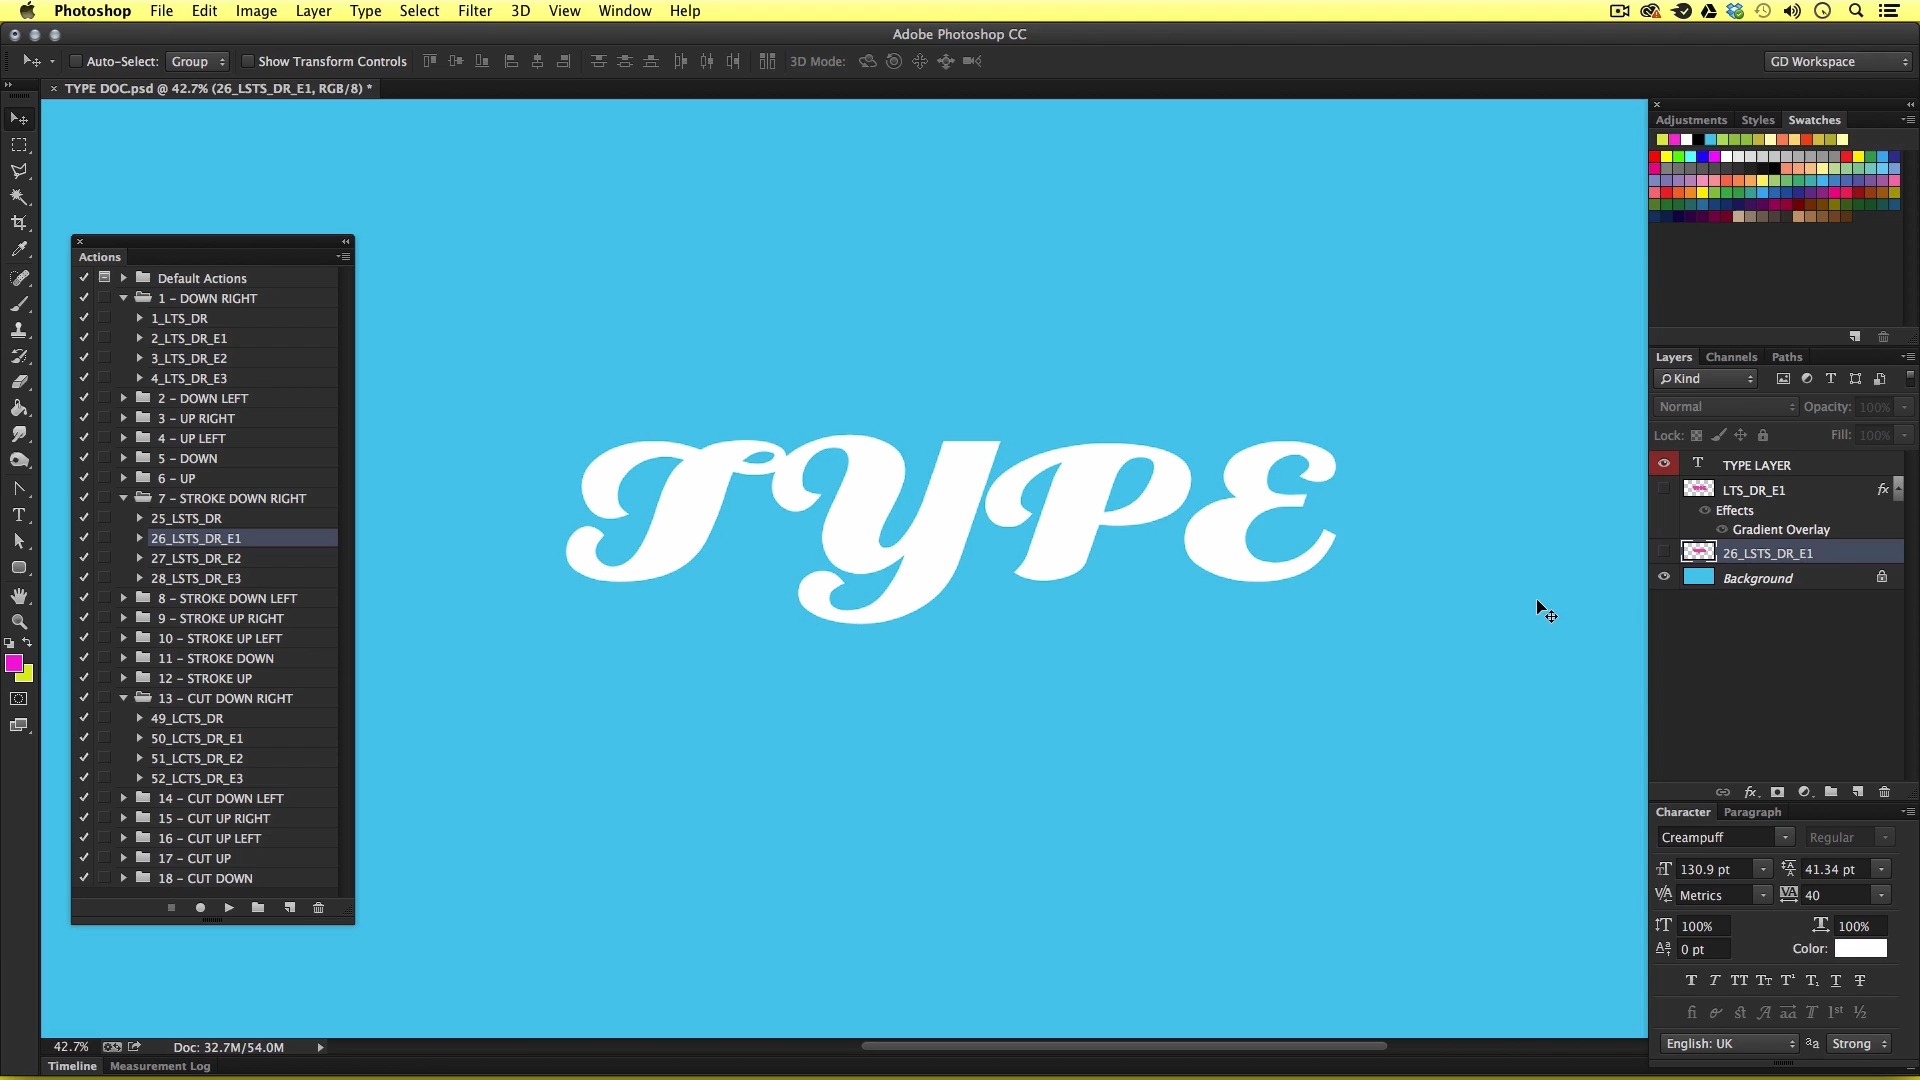 Photoshop File Edit Image Layer Type Select Filter 3D View Window Help
Adobe Photoshop CC
Auto-Select: Group Show Transform Controls 3D Mode: GD Workspace
TYPE DOC.psd @ 42.7% (26_LSTS_DR_E1, RGB/8) *
Actions
Default Actions
1 - DOWN RIGHT
1_LTS_DR
2_LTS_DR_E1
3_LTS_DR_E2
4_LTS_DR_E3
2 - DOWN LEFT
3 - UP RIGHT
4 - UP LEFT
5 - DOWN
6 - UP
7 - STROKE DOWN RIGHT
25_LSTS_DR
26_LSTS_DR_E1
27_LSTS_DR_E2
28_LSTS_DR_E3
8 - STROKE DOWN LEFT
9 - STROKE UP RIGHT
10 - STROKE UP LEFT
11 - STROKE DOWN
12 - STROKE UP
13 - CUT DOWN RIGHT
49_LCTS_DR
50_LCTS_DR_E1
51_LCTS_DR_E2
52_LCTS_DR_E3
14 - CUT DOWN LEFT
15 - CUT UP RIGHT
16 - CUT UP LEFT
17 - CUT UP
18 - CUT DOWN
TYPE
Adjustments Styles Swatches
Layers Channels Paths
Kind
Normal Opacity: 100%
Lock: Fill: 100%
TYPE LAYER
LTS_DR_E1 fx
Effects
Gradient Overlay
26_LSTS_DR_E1
Background
Character Paragraph
Creampuff Regular
130.9 pt 41.34 pt
Metrics 40
100% 100%
0 pt Color:
English: UK aa Strong
42.7% Doc: 32.7M/54.0M
Timeline Measurement Log